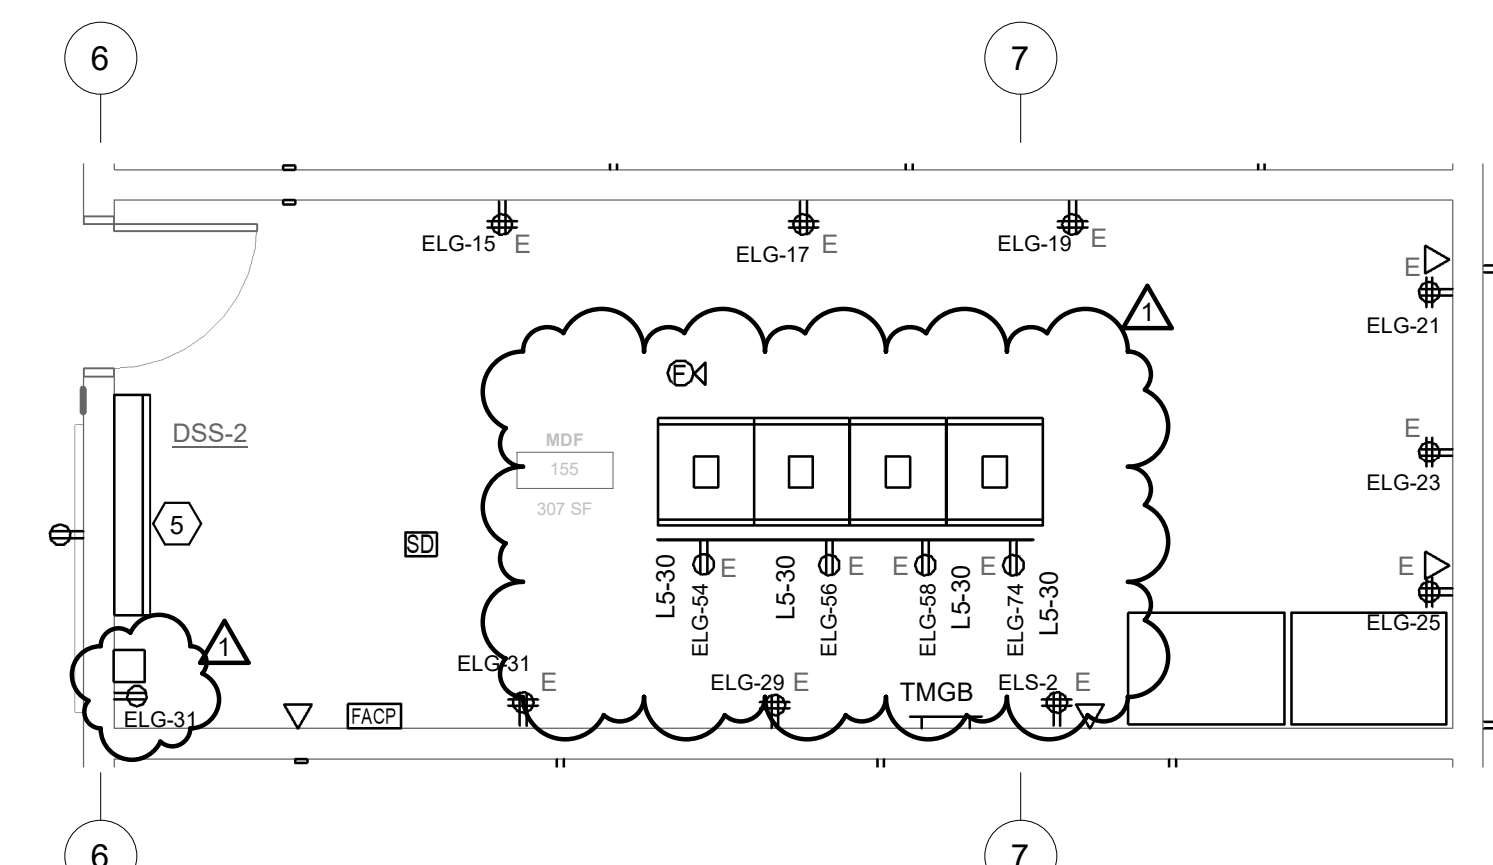 6
7
ELG-15
E
ELG-17
E
ELG-19
E
E
ELG-21
1
F
DSS-2
MDF
155
307 SF
E
ELG-23
5
SD
L5-30
ELG-54
E
L5-30
ELG-56
E
E
ELG-58
L5-30
E
ELG-74
L5-30
E
ELG-25
1
ELG-31
E
ELG-29
E
TMGB
ELS-2
E
ELG-31
FACP
6
7